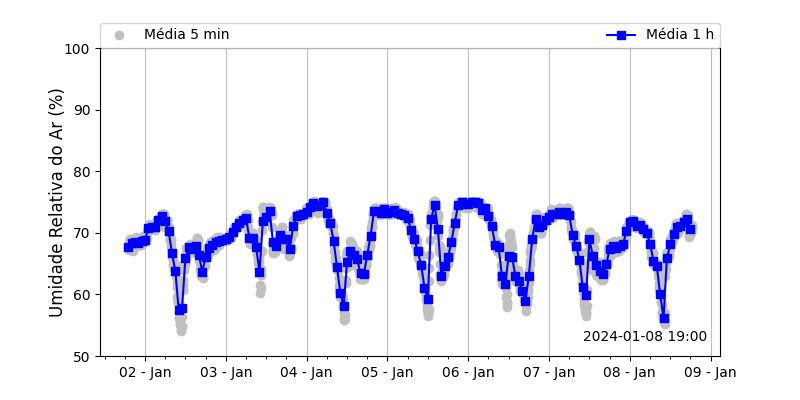 Média 5 min Média 1 h
Umidade Relativa do Ar (%)
100
90
80
70
60
50
2024-01-08 19:00
02 - Jan 03 - Jan 04 - Jan 05 - Jan 06 - Jan 07 - Jan 08 - Jan 09 - Jan